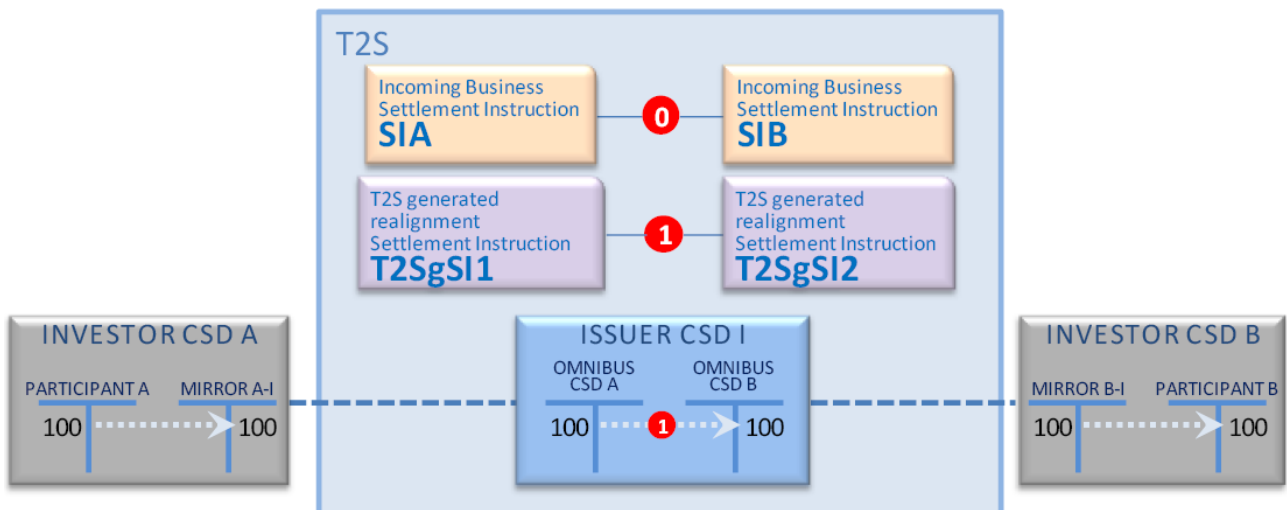 T2S
Incoming Business
Settlement Instruction
SIA
0
Incoming Business
Settlement Instruction
SIB
T2S generated
realignment
Settlement Instruction
T2SgSI1
1
T2S generated
realignment
Settlement Instruction
T2SgSI2
INVESTOR CSD A
PARTICIPANT A
MIRROR A-I
100
100
ISSUER CSD I
OMNIBUS
CSD A
OMNIBUS
CSD B
100
1
100
INVESTOR CSD B
MIRROR B-I
PARTICIPANT B
100
100